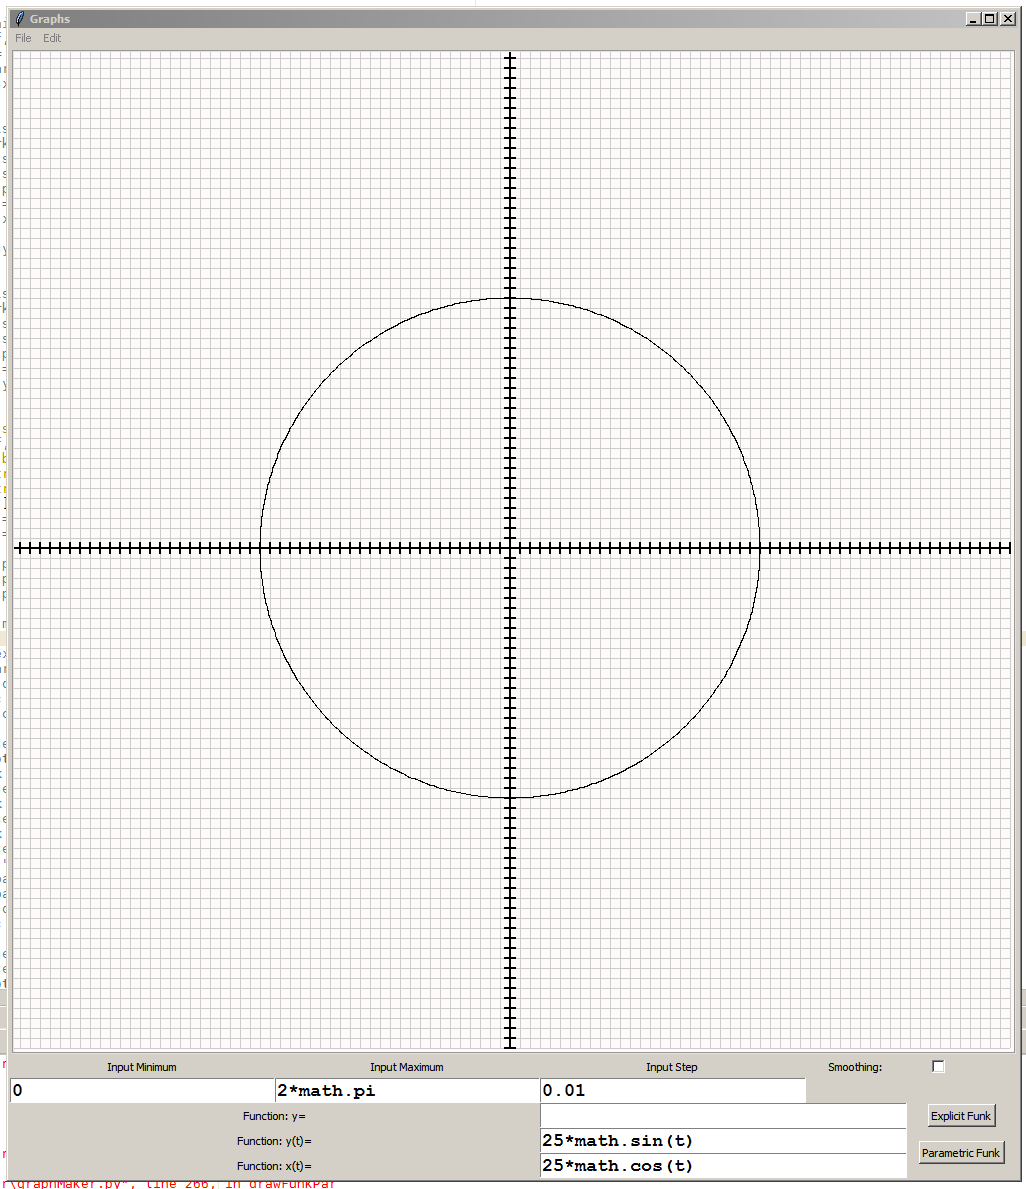 Graphs
File Edit
Input Minimum Input Maximum Input Step Smoothing:
0 2*math.pi 0.01
Function: y= Explicit Funk
Function: y(t)= 25*math.sin(t)
Function: x(t)= 25*math.cos(t) Parametric Funk
r\graphMaker.py", line 266, in drawFunkPar